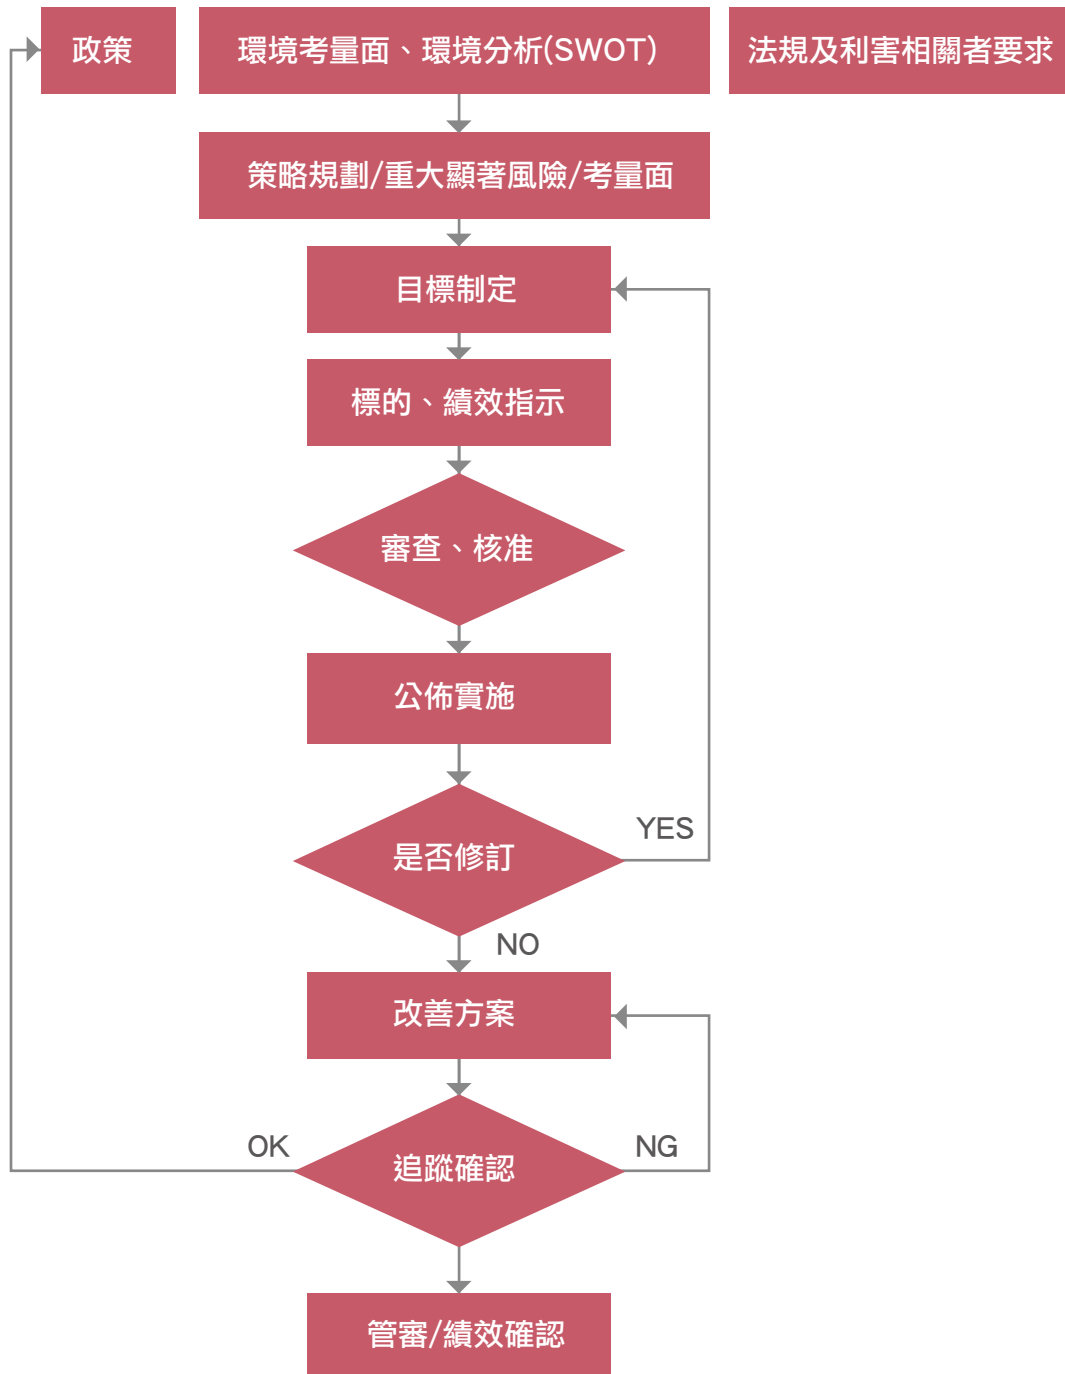 政策
環境考量面、環境分析(SWOT)
法規及利害相關者要求
策略規劃/重大顯著風險/考量面
目標制定
標的、績效指示
審查、核准
公佈實施
是否修訂
YES
NO
改善方案
OK
追蹤確認
NG
管審/績效確認